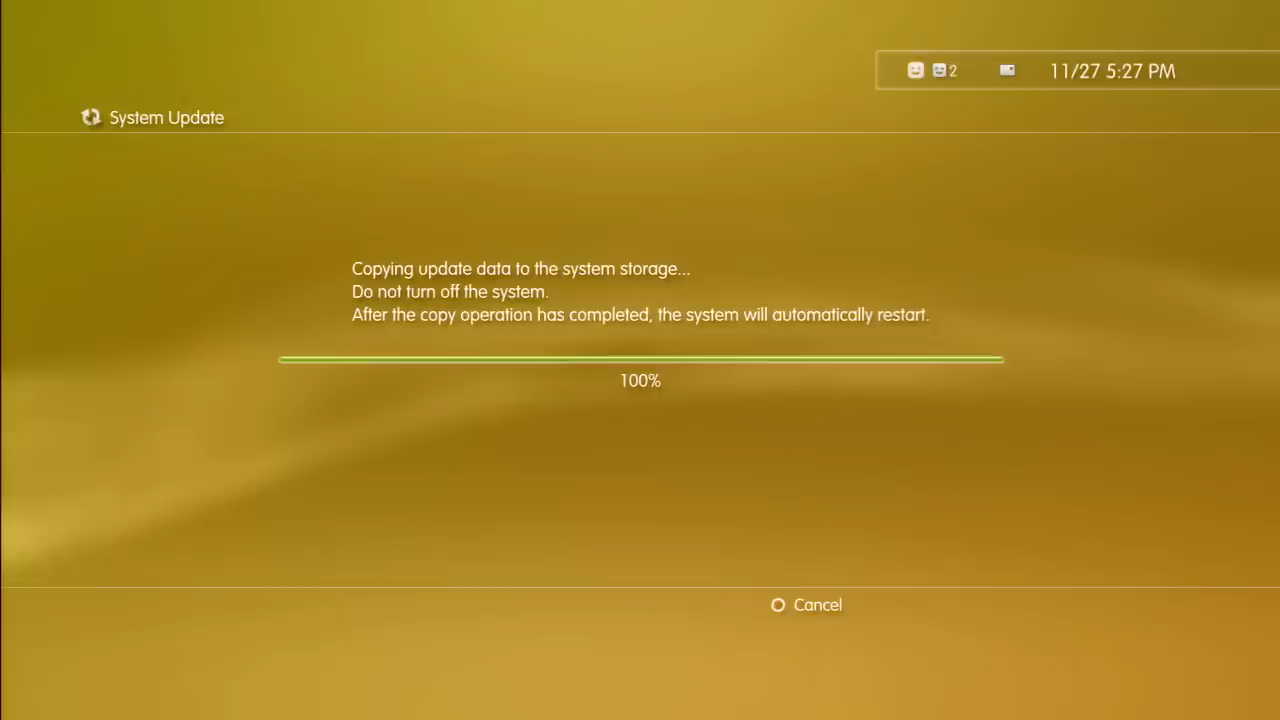 2 11/27 5:27 PM
System Update
Copying update data to the system storage...
Do not turn off the system.
After the copy operation has completed, the system will automatically restart.
100%
Cancel